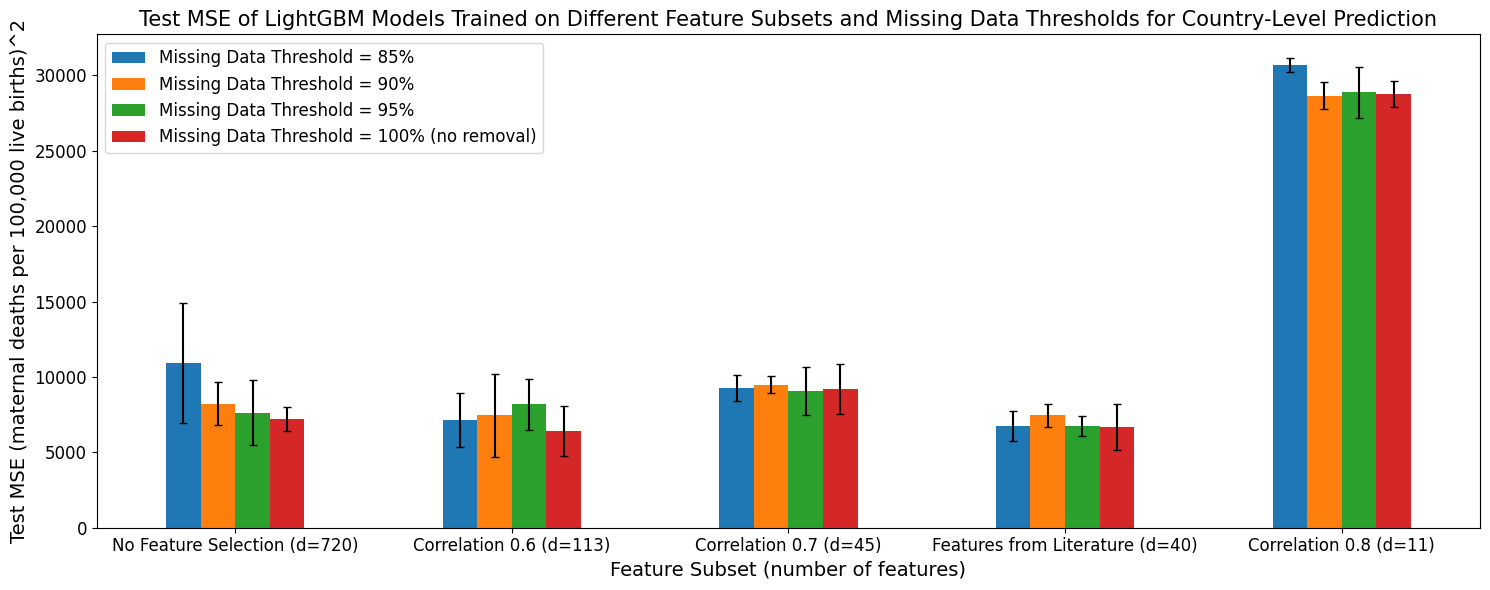 Test MSE of LightGBM Models Trained on Different Feature Subsets and Missing Data Thresholds for Country-Level Prediction
Missing Data Threshold = 85%
Missing Data Threshold = 90%
Missing Data Threshold = 95%
Missing Data Threshold = 100% (no removal)
Test MSE (maternal deaths per 100,000 live births)^2
30000
25000
20000
15000
10000
5000
0
No Feature Selection (d=720)
Correlation 0.6 (d=113)
Correlation 0.7 (d=45)
Features from Literature (d=40)
Correlation 0.8 (d=11)
Feature Subset (number of features)